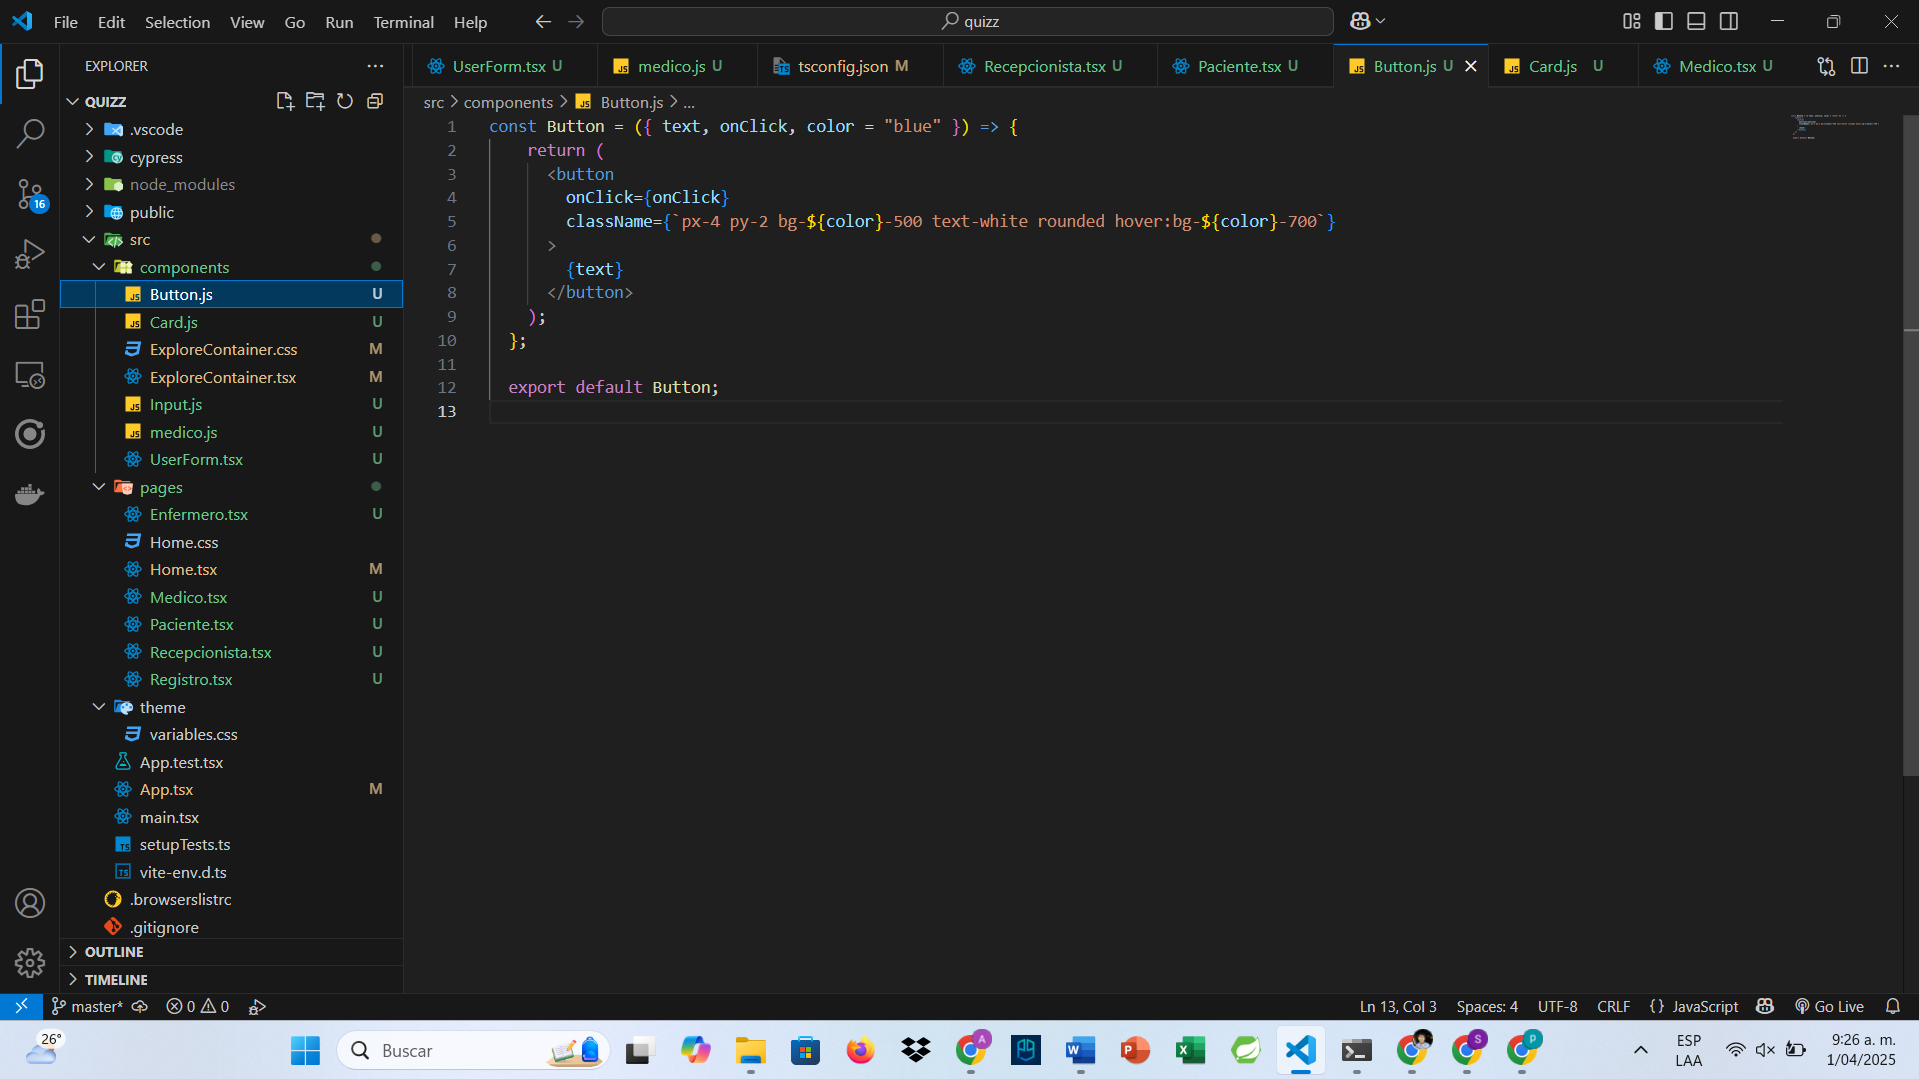 File Edit Selection View Go Run Terminal Help
quizz
EXPLORER
QUIZZ
.vscode
cypress
node_modules
public
src
components
Button.js U
Card.js U
ExploreContainer.css M
ExploreContainer.tsx M
Input.js U
medico.js U
UserForm.tsx U
pages
Enfermero.tsx U
Home.css
Home.tsx M
Medico.tsx U
Paciente.tsx U
Recepcionista.tsx U
Registro.tsx U
theme
variables.css
App.test.tsx
App.tsx M
main.tsx
setupTests.ts
vite-env.d.ts
.browserslistrc
.gitignore
OUTLINE
TIMELINE
16
UserForm.tsx U medico.js U tsconfig.json M Recepcionista.tsx U Paciente.tsx U Button.js U Card.js U Medico.tsx U
src > components > Button.js > ...
1 const Button = ({ text, onClick, color = "blue" }) => {
2 return (
3 <button
4 onClick={onClick}
5 className={`px-4 py-2 bg-${color}-500 text-white rounded hover:bg-${color}-700`}
6 >
7 {text}
8 </button>
9 );
10 };
11
12 export default Button;
13
master* 0 0 Ln 13, Col 3 Spaces: 4 UTF-8 CRLF {} JavaScript Go Live
26° Buscar ESP
LAA
9:26 a. m.
1/04/2025